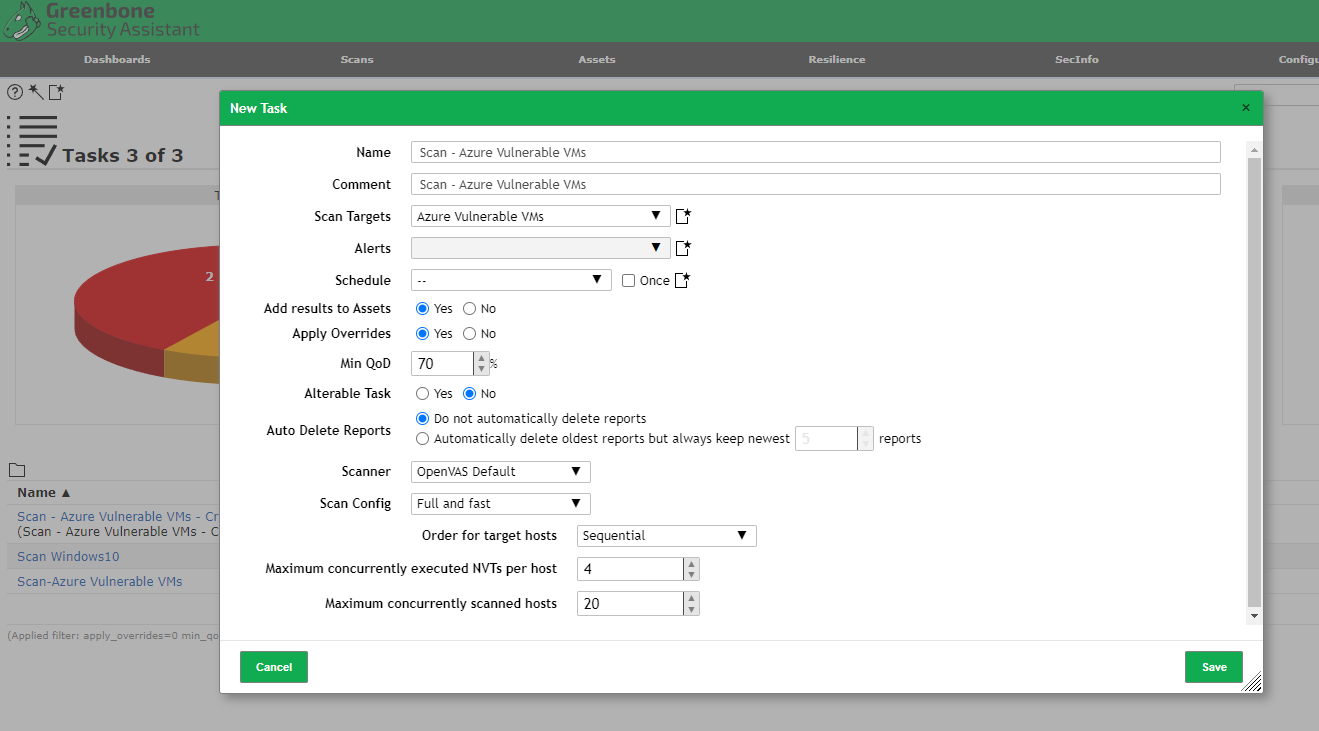 Greenbone
Security Assistant
Dashboards Scans Assets Resilience SecInfo Configu
New Task ×
Tasks 3 of 3
T
2
Name Scan - Azure Vulnerable VMs
Comment Scan - Azure Vulnerable VMs
Scan Targets Azure Vulnerable VMs
Alerts
Schedule -- Once
Add results to Assets Yes No
Apply Overrides Yes No
Min QoD 70 %
Alterable Task Yes No
Auto Delete Reports Do not automatically delete reports
Automatically delete oldest reports but always keep newest 5 reports
Scanner OpenVAS Default
Scan Config Full and fast
Order for target hosts Sequential
Maximum concurrently executed NVTs per host 4
Maximum concurrently scanned hosts 20
Cancel Save
Name ▲
Scan - Azure Vulnerable VMs - Cr
(Scan - Azure Vulnerable VMs - C
Scan Windows10
Scan-Azure Vulnerable VMs
(Applied filter: apply_overrides=0 min_qo